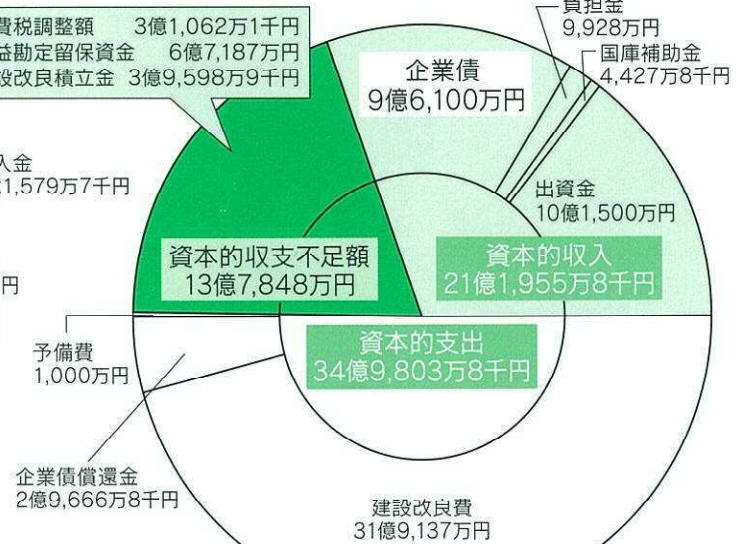 費税調整額 3億1,062万1千円
益勘定留保資金 6億7,187万円
設改良積立金 3億9,598万9千円
負担金
9,928万円
国庫補助金
4,427万8千円
企業債
9億6,100万円
入金
1,579万7千円
出資金
10億1,500万円
資本的収支不足額
13億7,848万円
資本的収入
21億1,955万8千円
円
資本的支出
34億9,803万8千円
予備費
1,000万円
企業債償還金
2億9,666万8千円
建設改良費
31億9,137万円